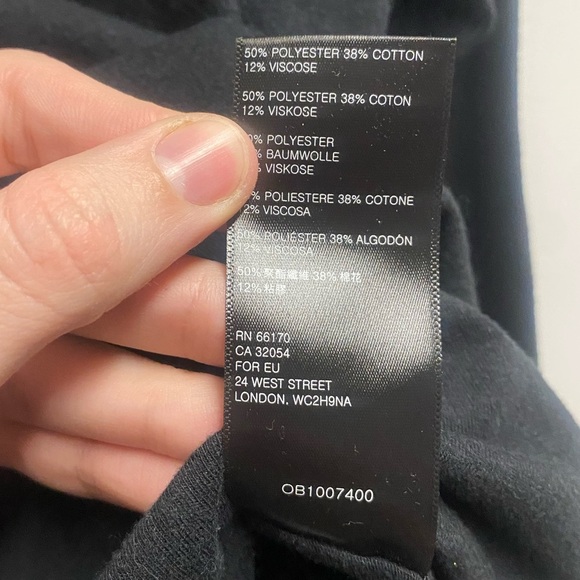 50% POLYESTER 38% COTTON
12% VISCOSE
50% POLYESTER 38% COTON
12% VISKOSE
% POLYESTER
% BAUMWOLLE
% VISKOSE
% POLIESTERE 38% COTONE
2% VISCOSA
50% POLIÉSTER 38% ALGODÓN
12% VISCOSA
50% 聚酯纖維 38% 棉花
12% 粘膠
RN 66170
CA 32054
FOR EU
24 WEST STREET
LONDON, WC2H9NA
OB1007400